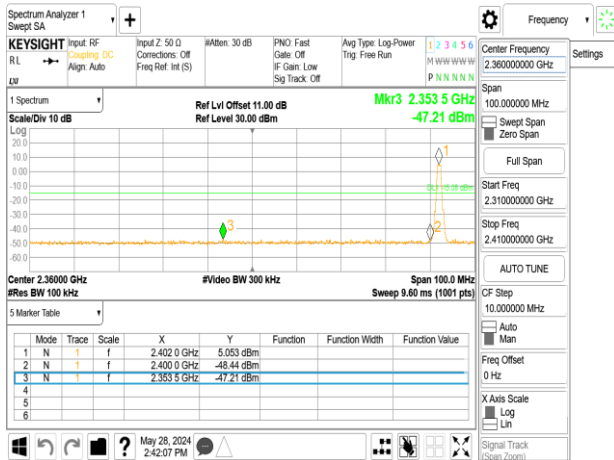 Spectrum Analyzer 1
Swept SA
+
Frequency
Settings
KEYSIGHT
RL
LXI
Input: RF
Coupling: DC
Align: Auto
Input Z: 50 Ω
Corrections: Off
Freq Ref: Int (S)
#Atten: 30 dB
PNO: Fast
Gate: Off
IF Gain: Low
Sig Track: Off
Avg Type: Log-Power
Trig: Free Run
1 2 3 4 5 6
M W W W W W
P N N N N N
1 Spectrum
Scale/Div 10 dB
Ref Lvl Offset 11.00 dB
Ref Level 30.00 dBm
Mkr3 2.353 5 GHz
-47.21 dBm
Log
20.0
10.0
0.00
-10.0
-20.0
-30.0
-40.0
-50.0
-60.0
1
2
3
Center 2.36000 GHz
#Res BW 100 kHz
#Video BW 300 kHz
Span 100.0 MHz
Sweep 9.60 ms (1001 pts)
5 Marker Table
Mode Trace Scale X Y Function Function Width Function Value
1 N 1 f 2.402 0 GHz 5.053 dBm
2 N 1 f 2.400 0 GHz -48.44 dBm
3 N 1 f 2.353 5 GHz -47.21 dBm
4
5
6
Center Frequency
2.360000000 GHz
Span
100.000000 MHz
Swept Span
Zero Span
Full Span
Start Freq
2.310000000 GHz
Stop Freq
2.410000000 GHz
AUTO TUNE
CF Step
10.000000 MHz
Auto
Man
Freq Offset
0 Hz
X Axis Scale
Log
Lin
Signal Track
(Span Zoom)
?
May 28, 2024
2:42:07 PM